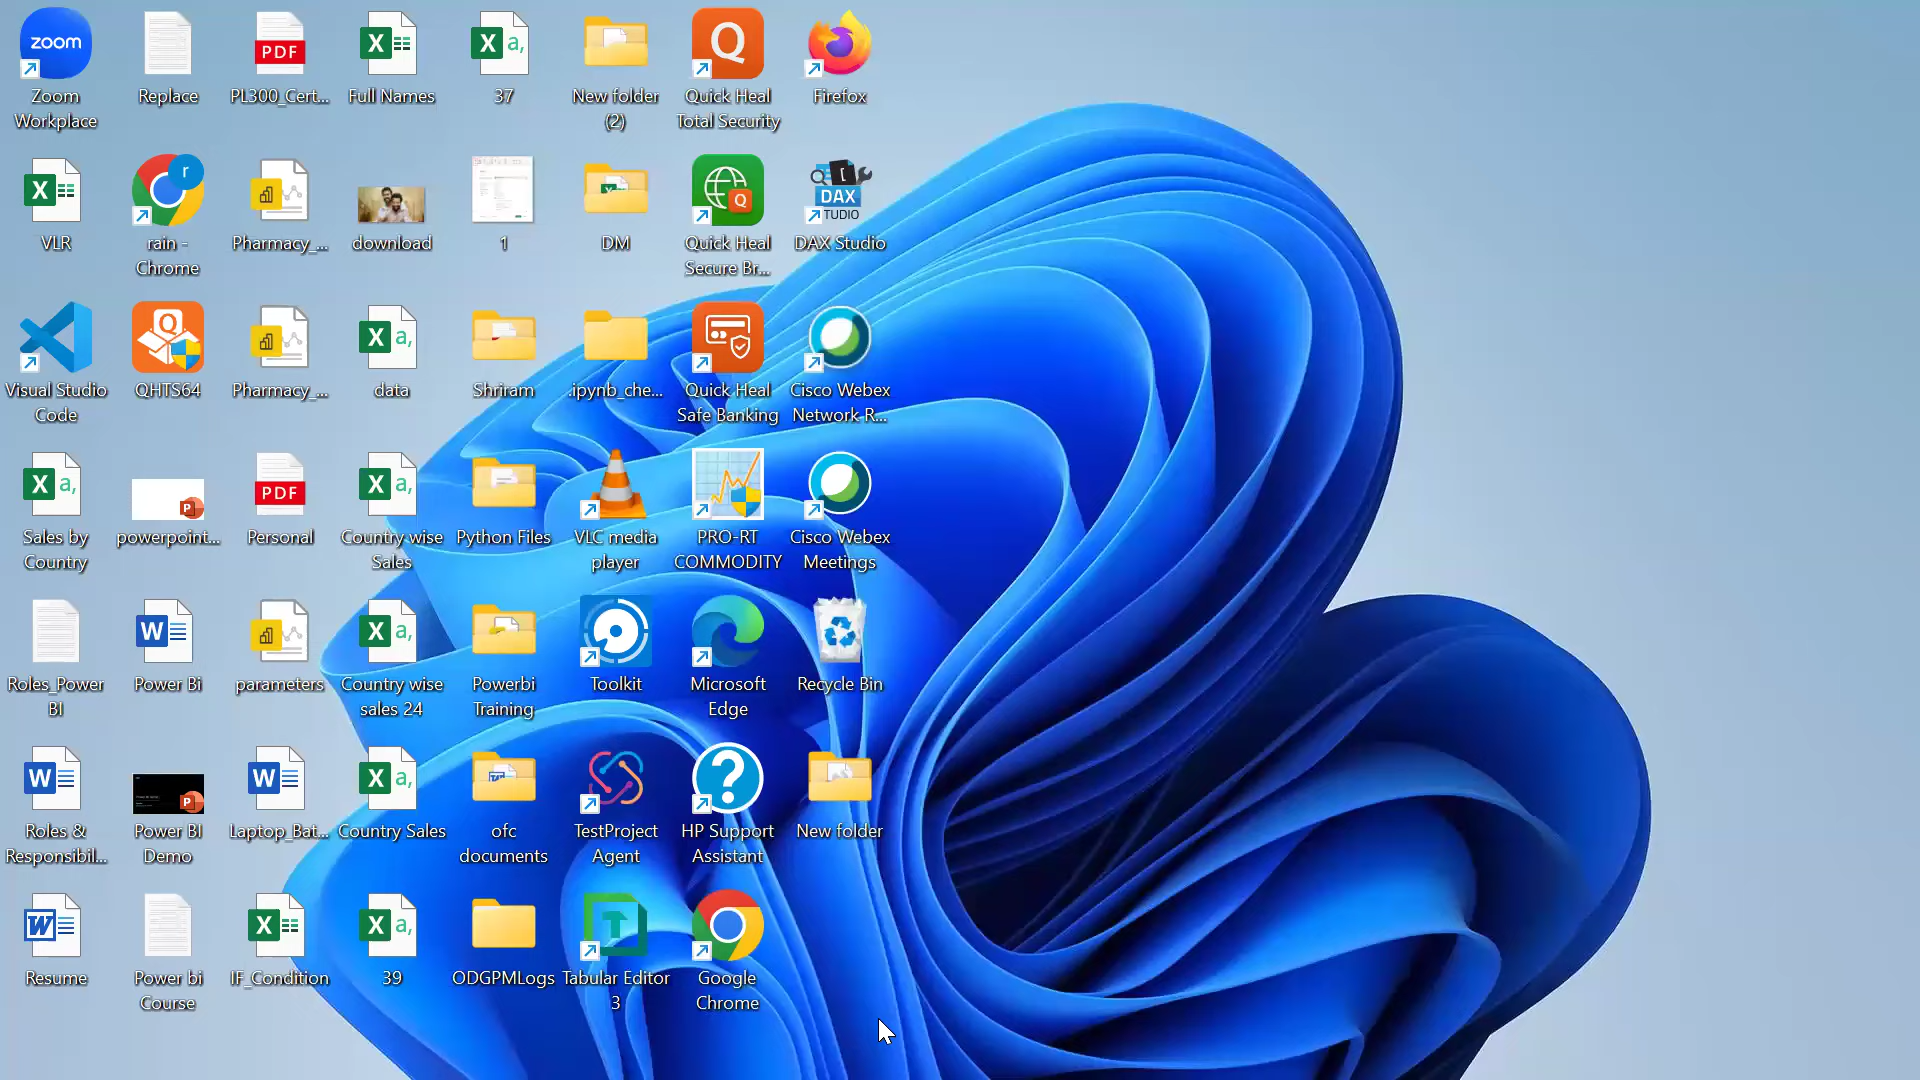 zoom
Zoom
Workplace
Replace
PDF
PL300_Cert...
Full Names
37
New folder
(2)
Quick Heal
Total Security
Firefox
VLR
rain -
Chrome
Pharmacy_...
download
1
DM
Quick Heal
Secure Br...
DAX
TUDIO
DAX Studio
Visual Studio
Code
QHTS64
Pharmacy_...
data
Shriram
.ipynb_che...
Quick Heal
Safe Banking
Cisco Webex
Network R...
Sales by
Country
powerpoint...
PDF
Personal
Country wise
Sales
Python Files
VLC media
player
PRO-RT
COMMODITY
Cisco Webex
Meetings
Roles_Power
BI
Power Bi
parameters
Country wise
sales 24
Powerbi
Training
Toolkit
Microsoft
Edge
Recycle Bin
Roles &
Responsibil...
Power BI
Demo
Laptop_Bat...
Country Sales
ofc
documents
TestProject
Agent
HP Support
Assistant
New folder
Resume
Power bi
Course
IF_Condition
39
ODGPMLogs
Tabular Editor
3
Google
Chrome